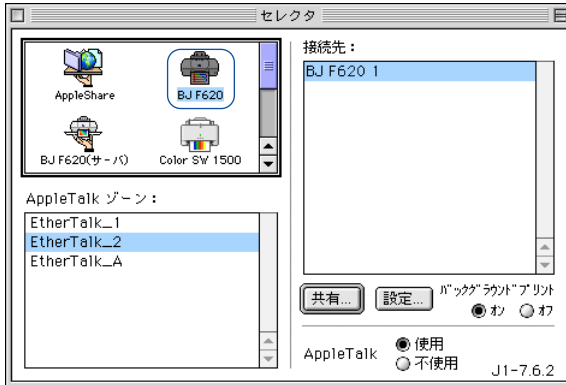 セレクタ
AppleShare
BJ F620
BJ F620(サーバ)
Color SW 1500
AppleTalk ゾーン：
EtherTalk_1
EtherTalk_2
EtherTalk_A
接続先：
BJ F620 1
共有...
設定...
バックグラウンドプリント
オン
オフ
AppleTalk
使用
不使用
J1-7.6.2